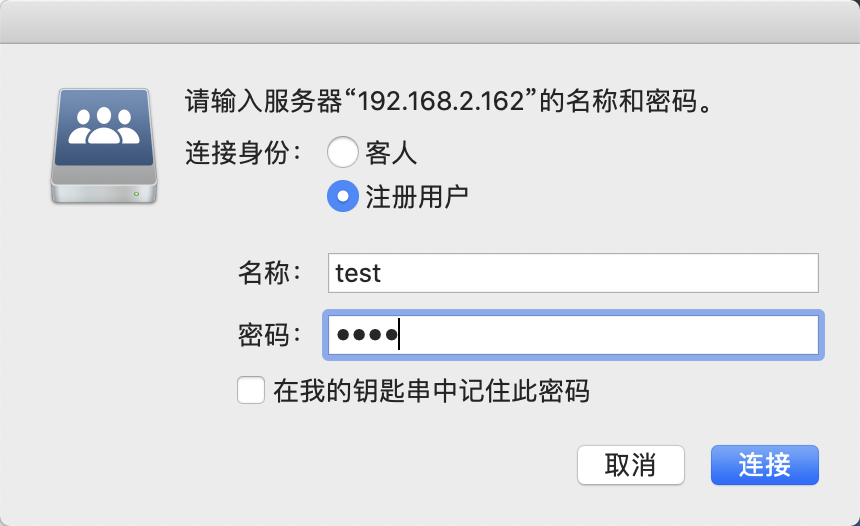 请输入服务器“192.168.2.162”的名称和密码。
连接身份： 客人
注册用户
名称： test
密码： ••••
在我的钥匙串中记住此密码
取消 连接